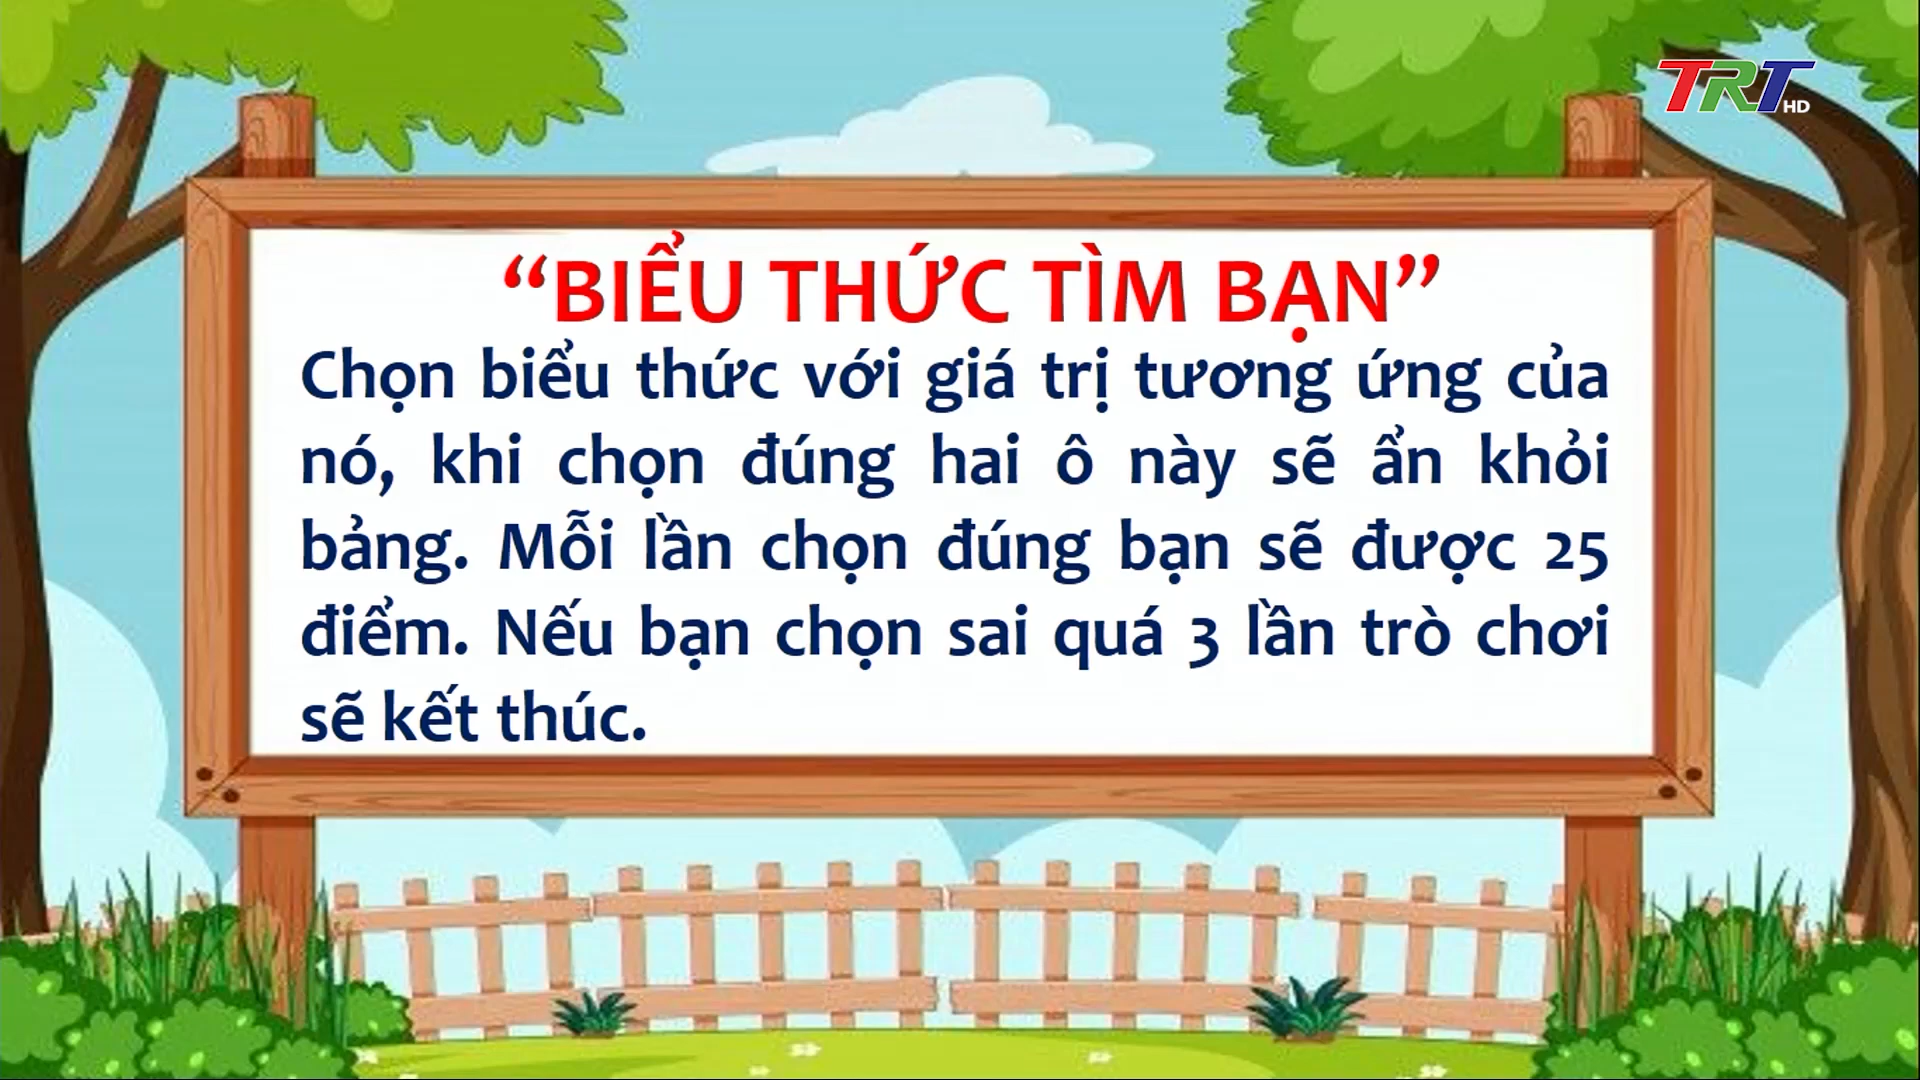 TRT HD
“BIỂU THỨC TÌM BẠN”
Chọn biểu thức với giá trị tương ứng của
nó, khi chọn đúng hai ô này sẽ ẩn khỏi
bảng. Mỗi lần chọn đúng bạn sẽ được 25
điểm. Nếu bạn chọn sai quá 3 lần trò chơi
sẽ kết thúc.